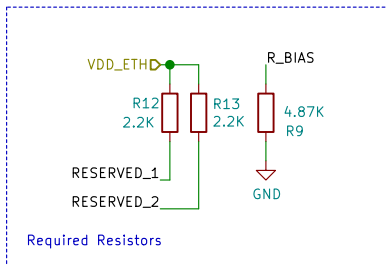 R_BIAS
VDD_ETH
R12
2.2K
R13
2.2K
4.87K
R9
RESERVED_1
RESERVED_2
GND
Required Resistors